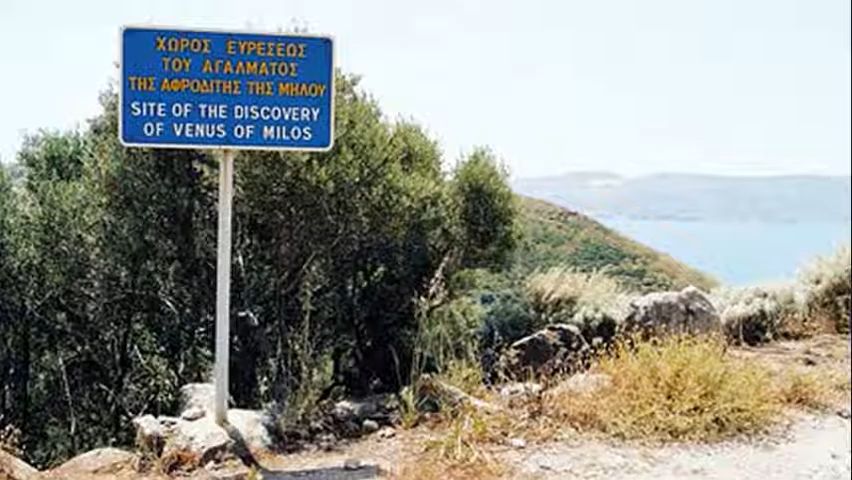 ΧΩΡΟΣ ΕΥΡΕΣΕΩΣ
ΤΟΥ ΑΓΑΛΜΑΤΟΣ
ΤΗΣ ΑΦΡΟΔΙΤΗΣ ΤΗΣ ΜΗΛΟΥ
SITE OF THE DISCOVERY
OF VENUS OF MILOS